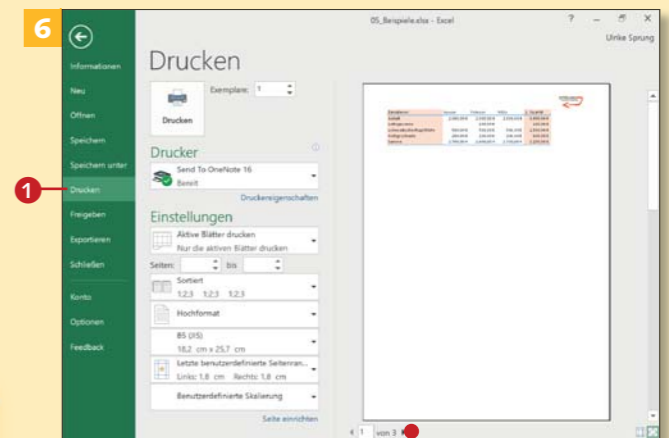 6
05_Beispiele.xlsx - Excel
?
Ulrike Sprung
Informationen
Neu
Öffnen
Speichern
Speichern unter
1
Drucken
Freigeben
Exportieren
Schließen
Konto
Optionen
Feedback
Drucken
Exemplare: 1
Drucken
Drucker
Send To OneNote 16
Bereit
Druckereigenschaften
Einstellungen
Aktive Blätter drucken
Nur die aktiven Blätter drucken
Seiten: bis
Sortiert
1;2;3 1;2;3 1;2;3
Hochformat
B5 (JIS)
18,2 cm x 25,7 cm
Letzte benutzerdefinierte Seitenran...
Links: 1,8 cm Rechts: 1,8 cm
Benutzerdefinierte Skalierung
Seite einrichten
1 von 3